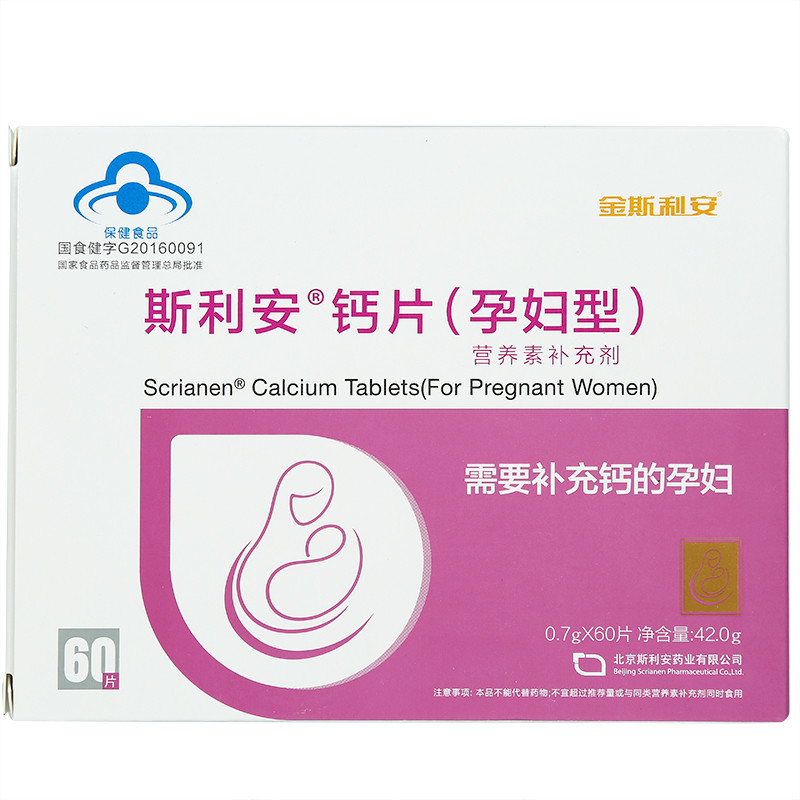 保健食品
国食健字G20160091
国家食品药品监督管理总局批准
金斯利安®
斯利安®钙片(孕妇型)
营养素补充剂
Scrianen® Calcium Tablets(For Pregnant Women)
需要补充钙的孕妇
0.7gX60片 净含量:42.0g
北京斯利安药业有限公司
Beijing Scrianen Pharmaceutical Co.,Ltd.
60片
注意事项: 本品不能代替药物;不宜超过推荐量或与同类营养素补充剂同时食用